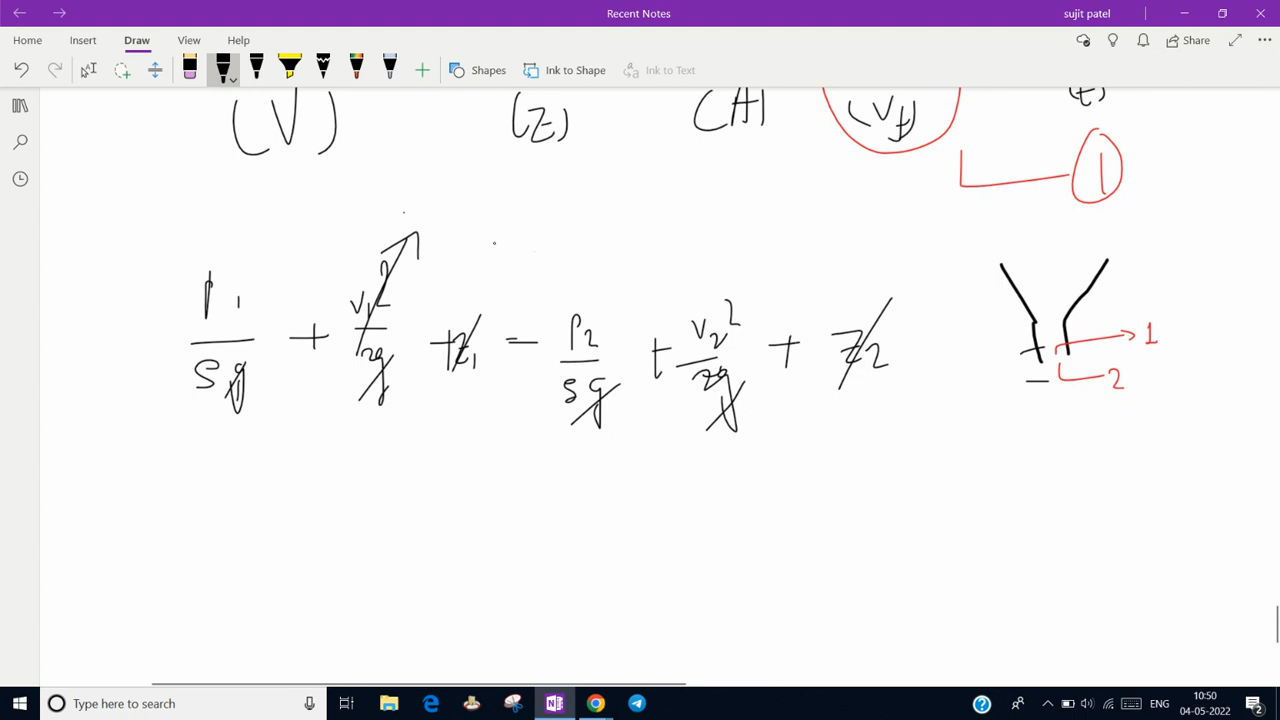 Recent Notes
sujit patel
Home Insert Draw View Help
Share
Shapes
Ink to Shape
Ink to Text
(V) (Z) (A) (Vf) (t)
1
P1/Sg + V1²/2g + Z1 = P2/Sg + V2²/2g + Z2
1
2
Type here to search
ENG
10:50
04-05-2022
2